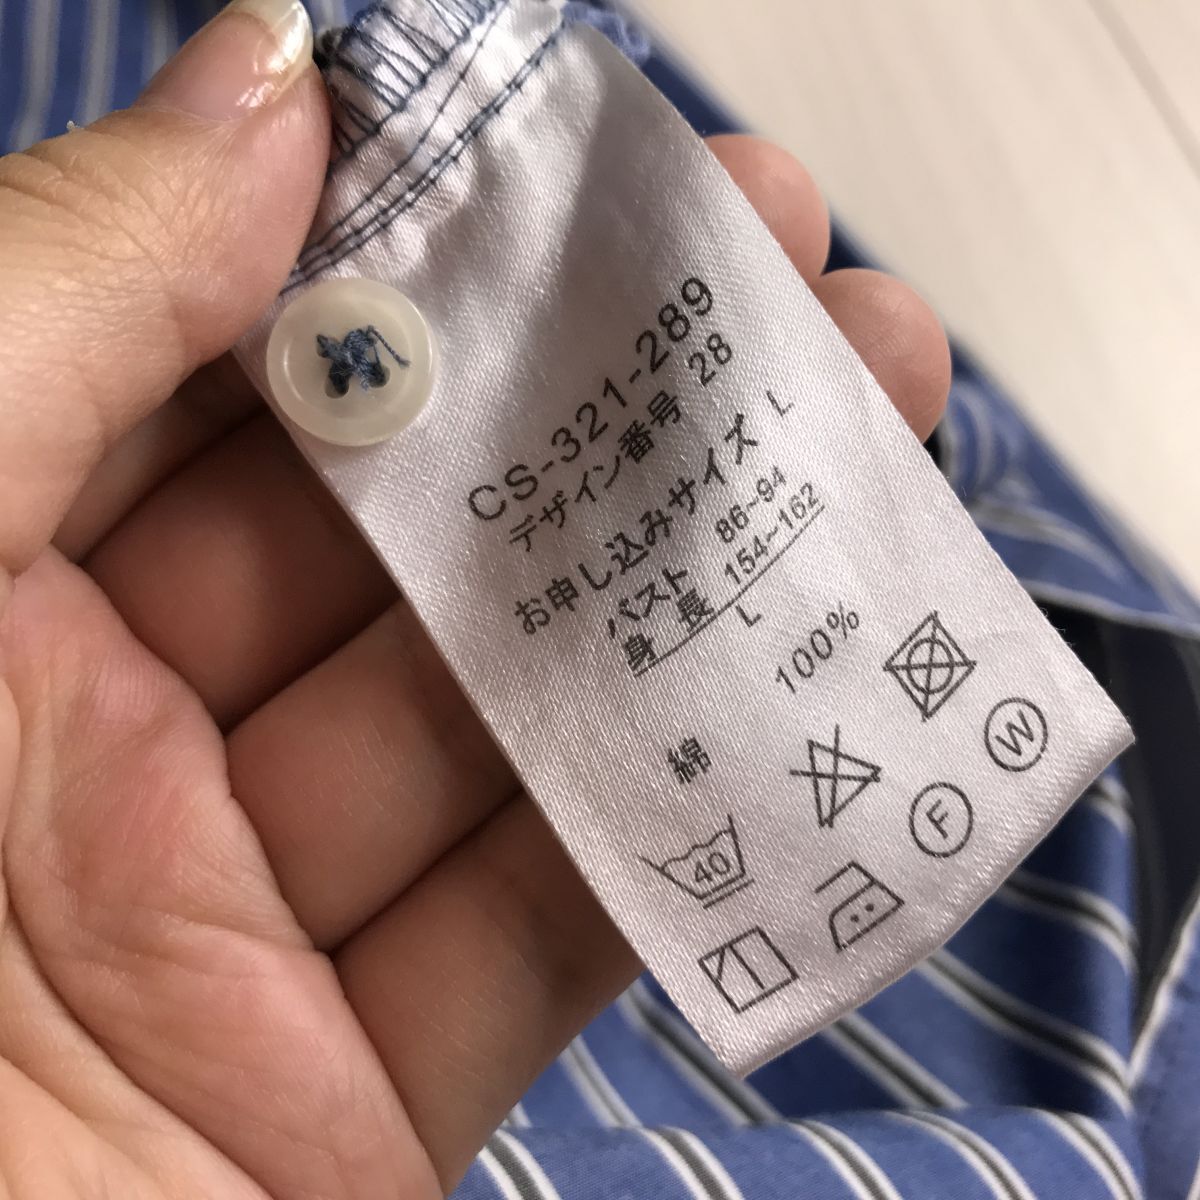 CS-321-289
デザイン番号 28
お申し込みサイズ L
バスト 86~94
身長 154~162
L
綿 100%
40
F W